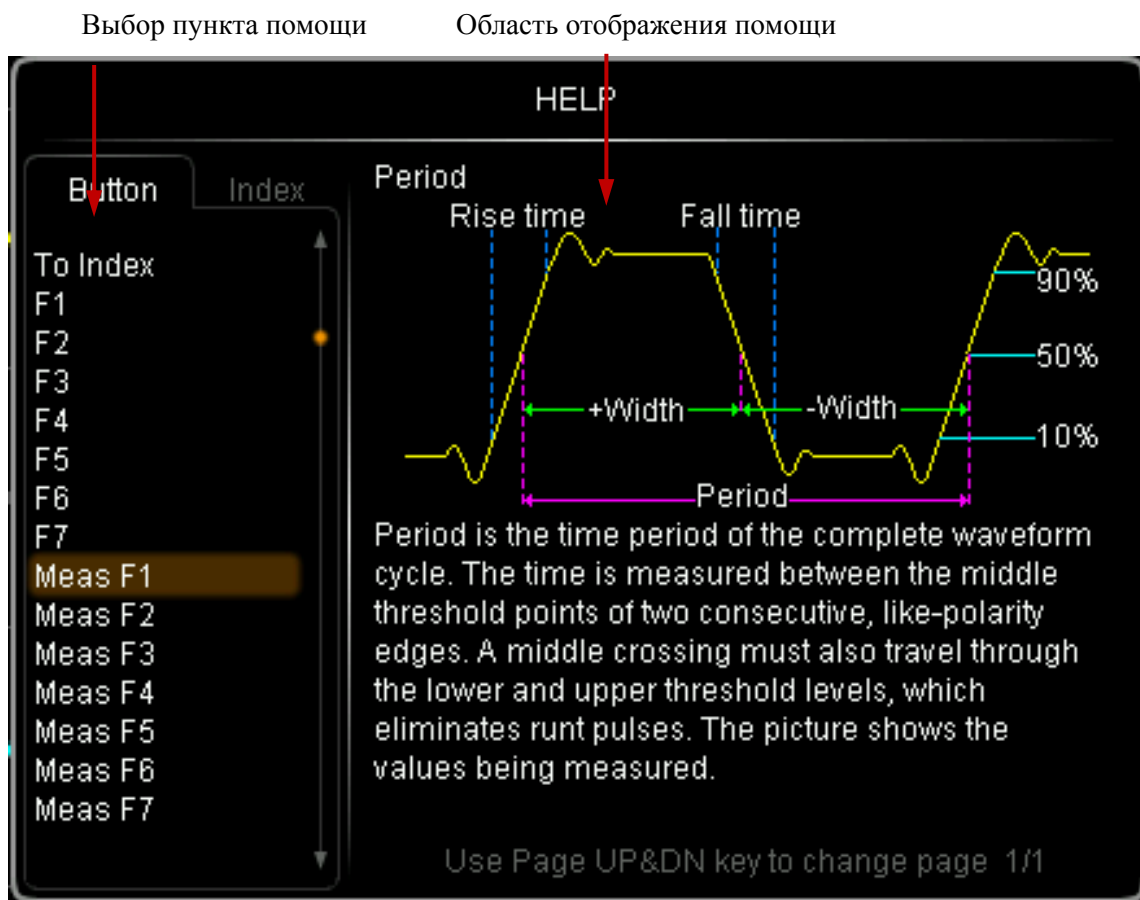 Выбор пункта помощи
Область отображения помощи
HELP
Button
Index
To Index
F1
F2
F3
F4
F5
F6
F7
Meas F1
Meas F2
Meas F3
Meas F4
Meas F5
Meas F6
Meas F7
Period
Rise time
Fall time
90%
50%
+Width
-Width
10%
Period
Period is the time period of the complete waveform
cycle. The time is measured between the middle
threshold points of two consecutive, like-polarity
edges. A middle crossing must also travel through
the lower and upper threshold levels, which
eliminates runt pulses. The picture shows the
values being measured.
Use Page UP&DN key to change page 1/1